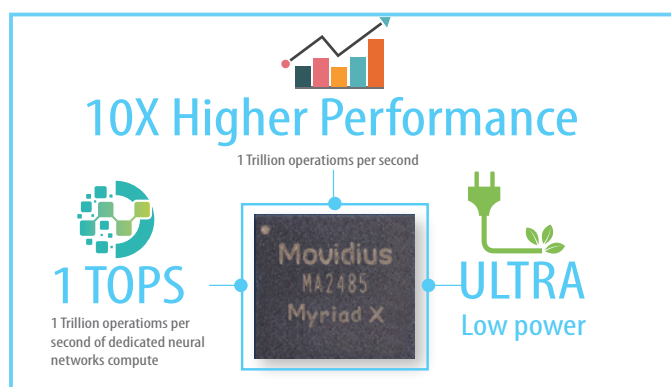 10X Higher Performance
1 Trillion operatioms per second
Movidius
MA2485
Myriad X
1 TOPS
1 Trillion operatioms per
second of dedicated neural
networks compute
ULTRA
Low power